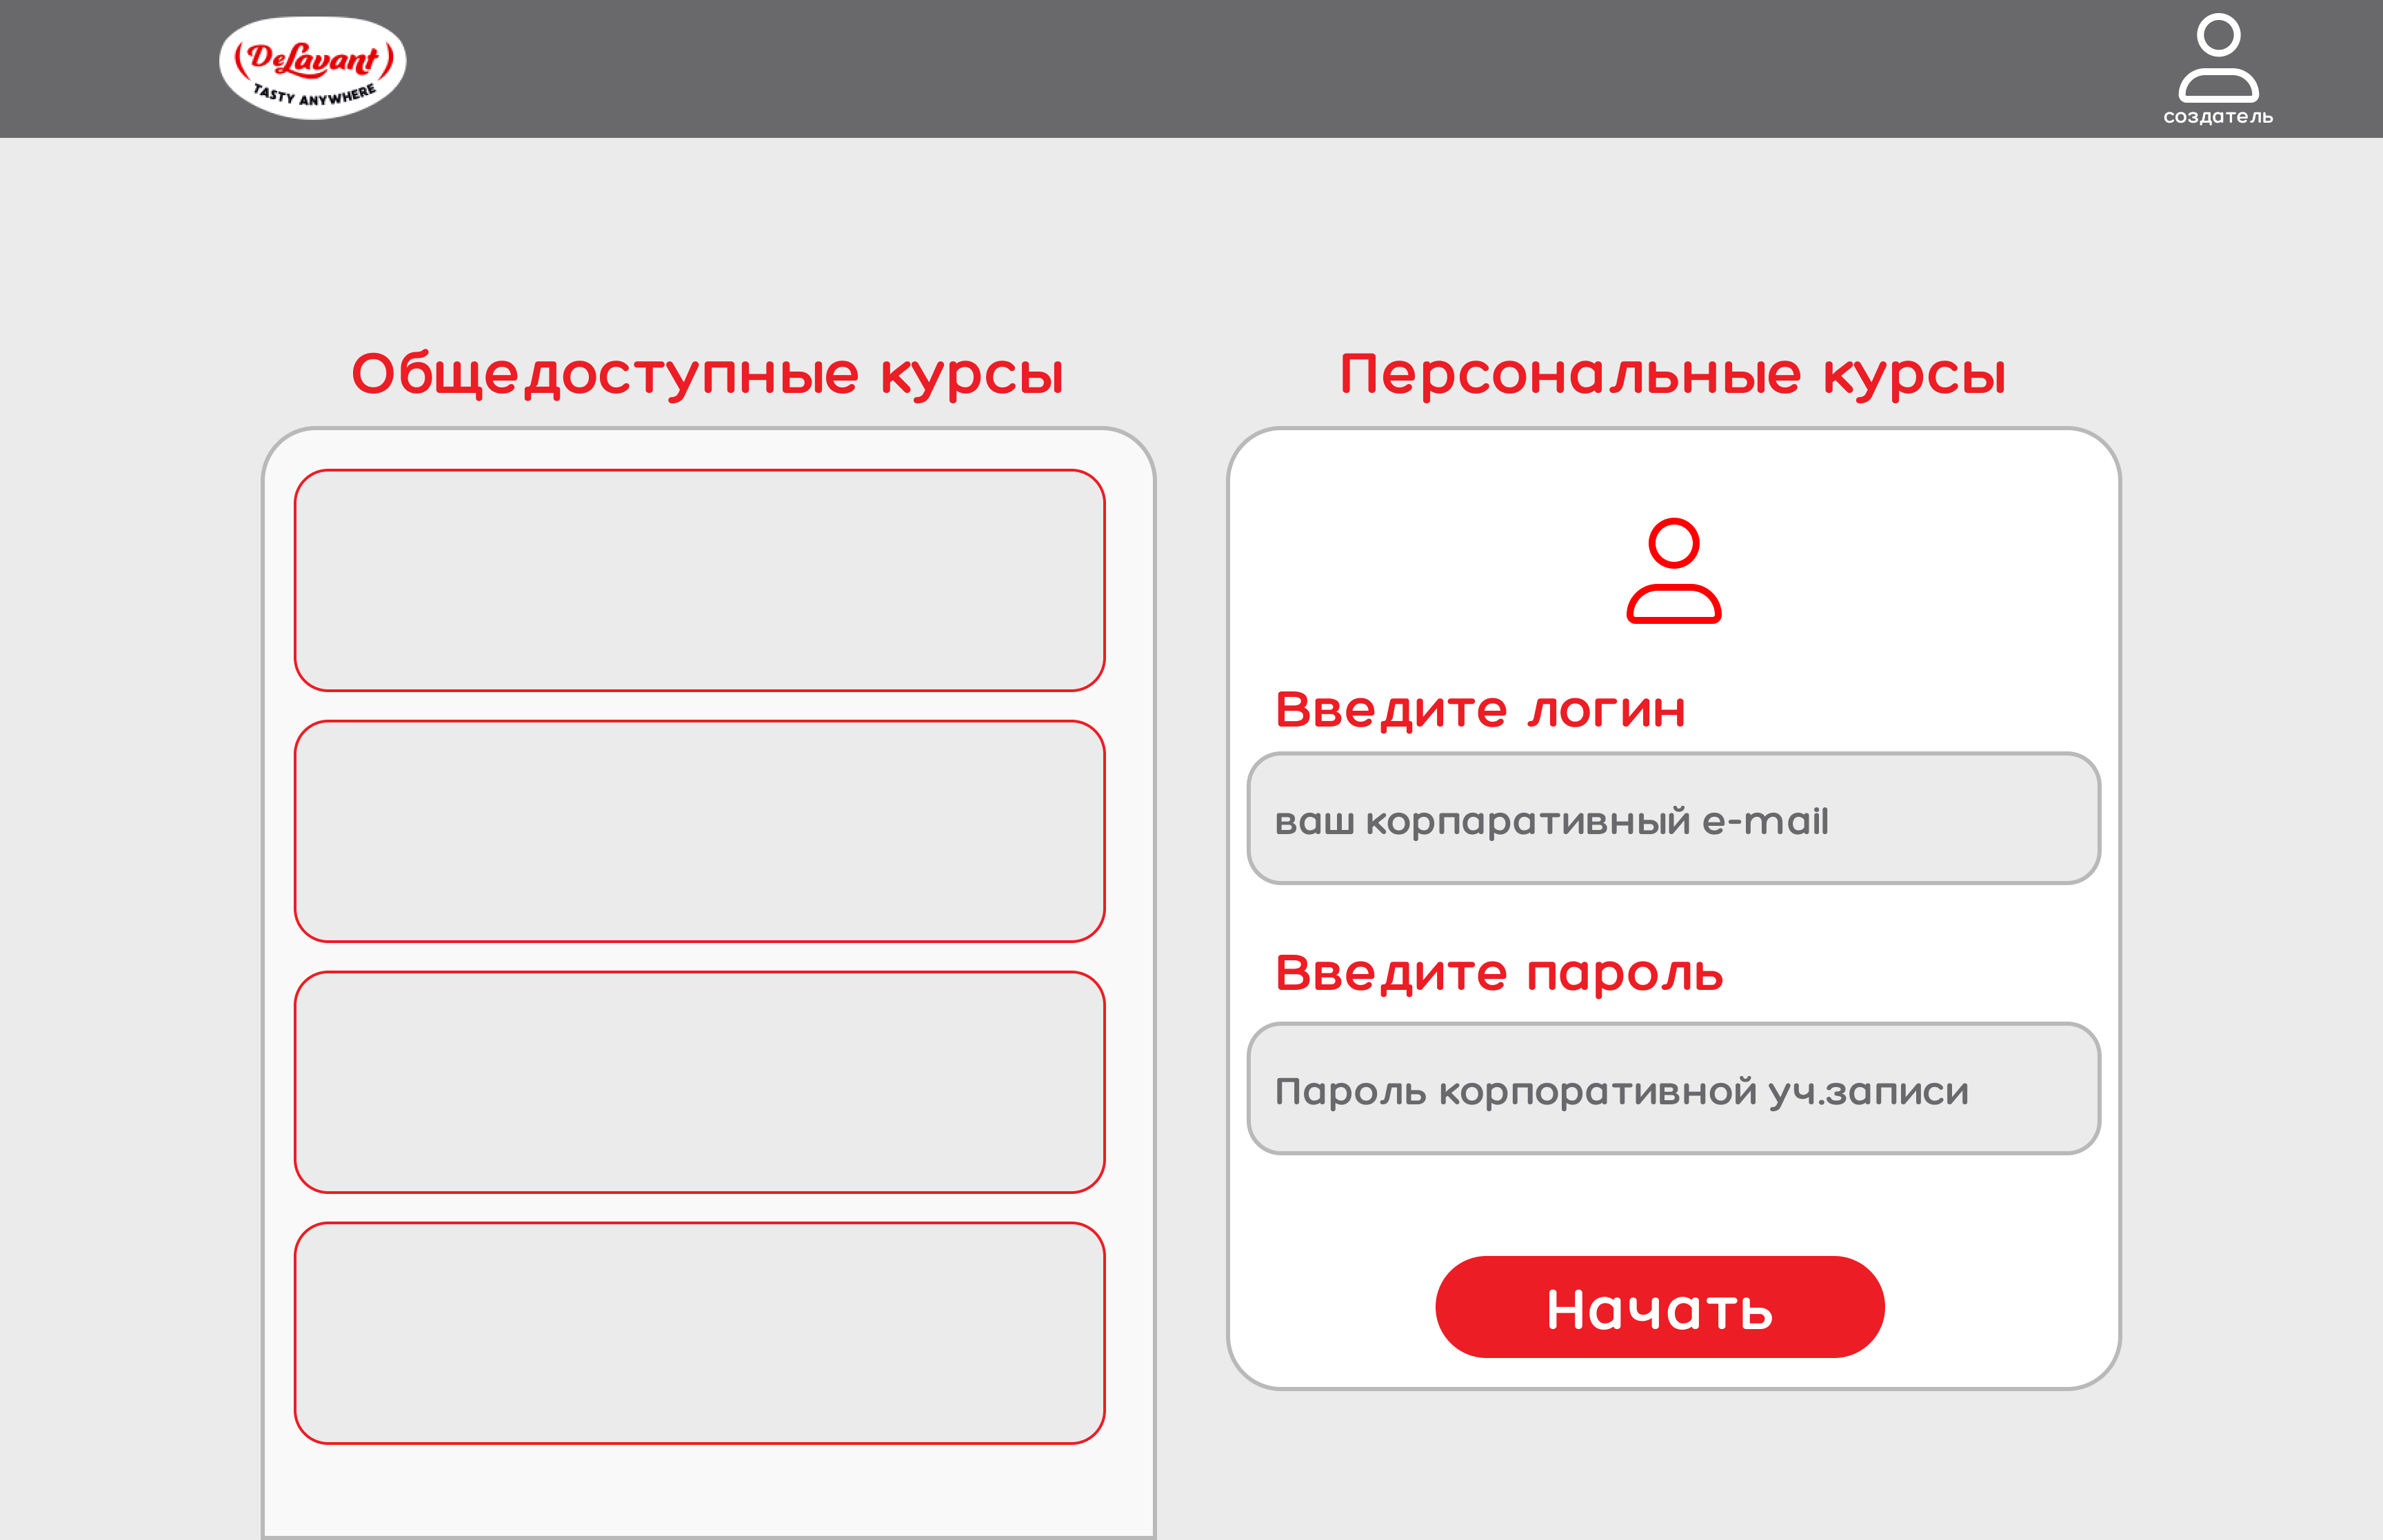 DeLavant
TASTY ANYWHERE
создатель
Общедоступные курсы
Персональные курсы
Введите логин
ваш корпаративный e-mail
Введите пароль
Пароль корпоративной уч.записи
Начать